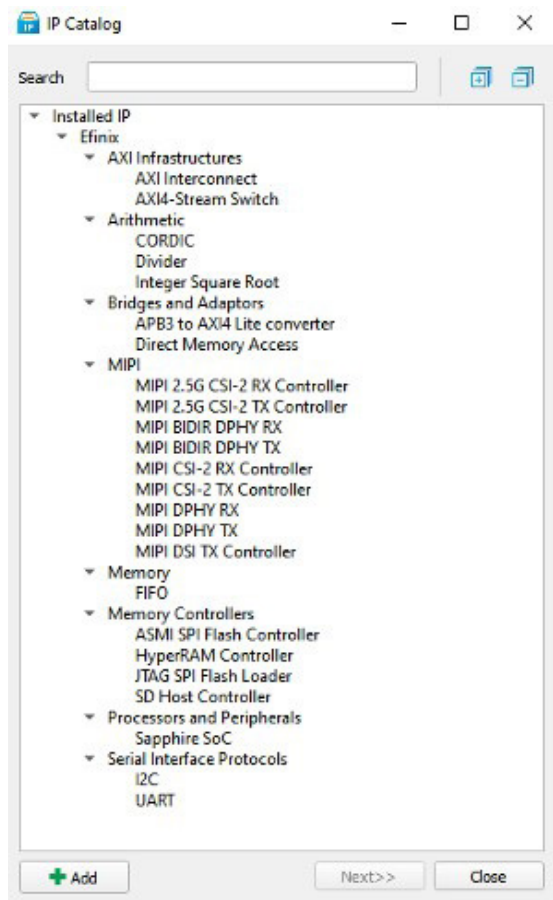 IP Catalog
Search
Installed IP
Efinix
AXI Infrastructures
AXI Interconnect
AXI4-Stream Switch
Arithmetic
CORDIC
Divider
Integer Square Root
Bridges and Adaptors
APB3 to AXI4 Lite converter
Direct Memory Access
MIPI
MIPI 2.5G CSI-2 RX Controller
MIPI 2.5G CSI-2 TX Controller
MIPI BIDIR DPHY RX
MIPI BIDIR DPHY TX
MIPI CSI-2 RX Controller
MIPI CSI-2 TX Controller
MIPI DPHY RX
MIPI DPHY TX
MIPI DSI TX Controller
Memory
FIFO
Memory Controllers
ASMI SPI Flash Controller
HyperRAM Controller
JTAG SPI Flash Loader
SD Host Controller
Processors and Peripherals
Sapphire SoC
Serial Interface Protocols
I2C
UART
Add Next>> Close